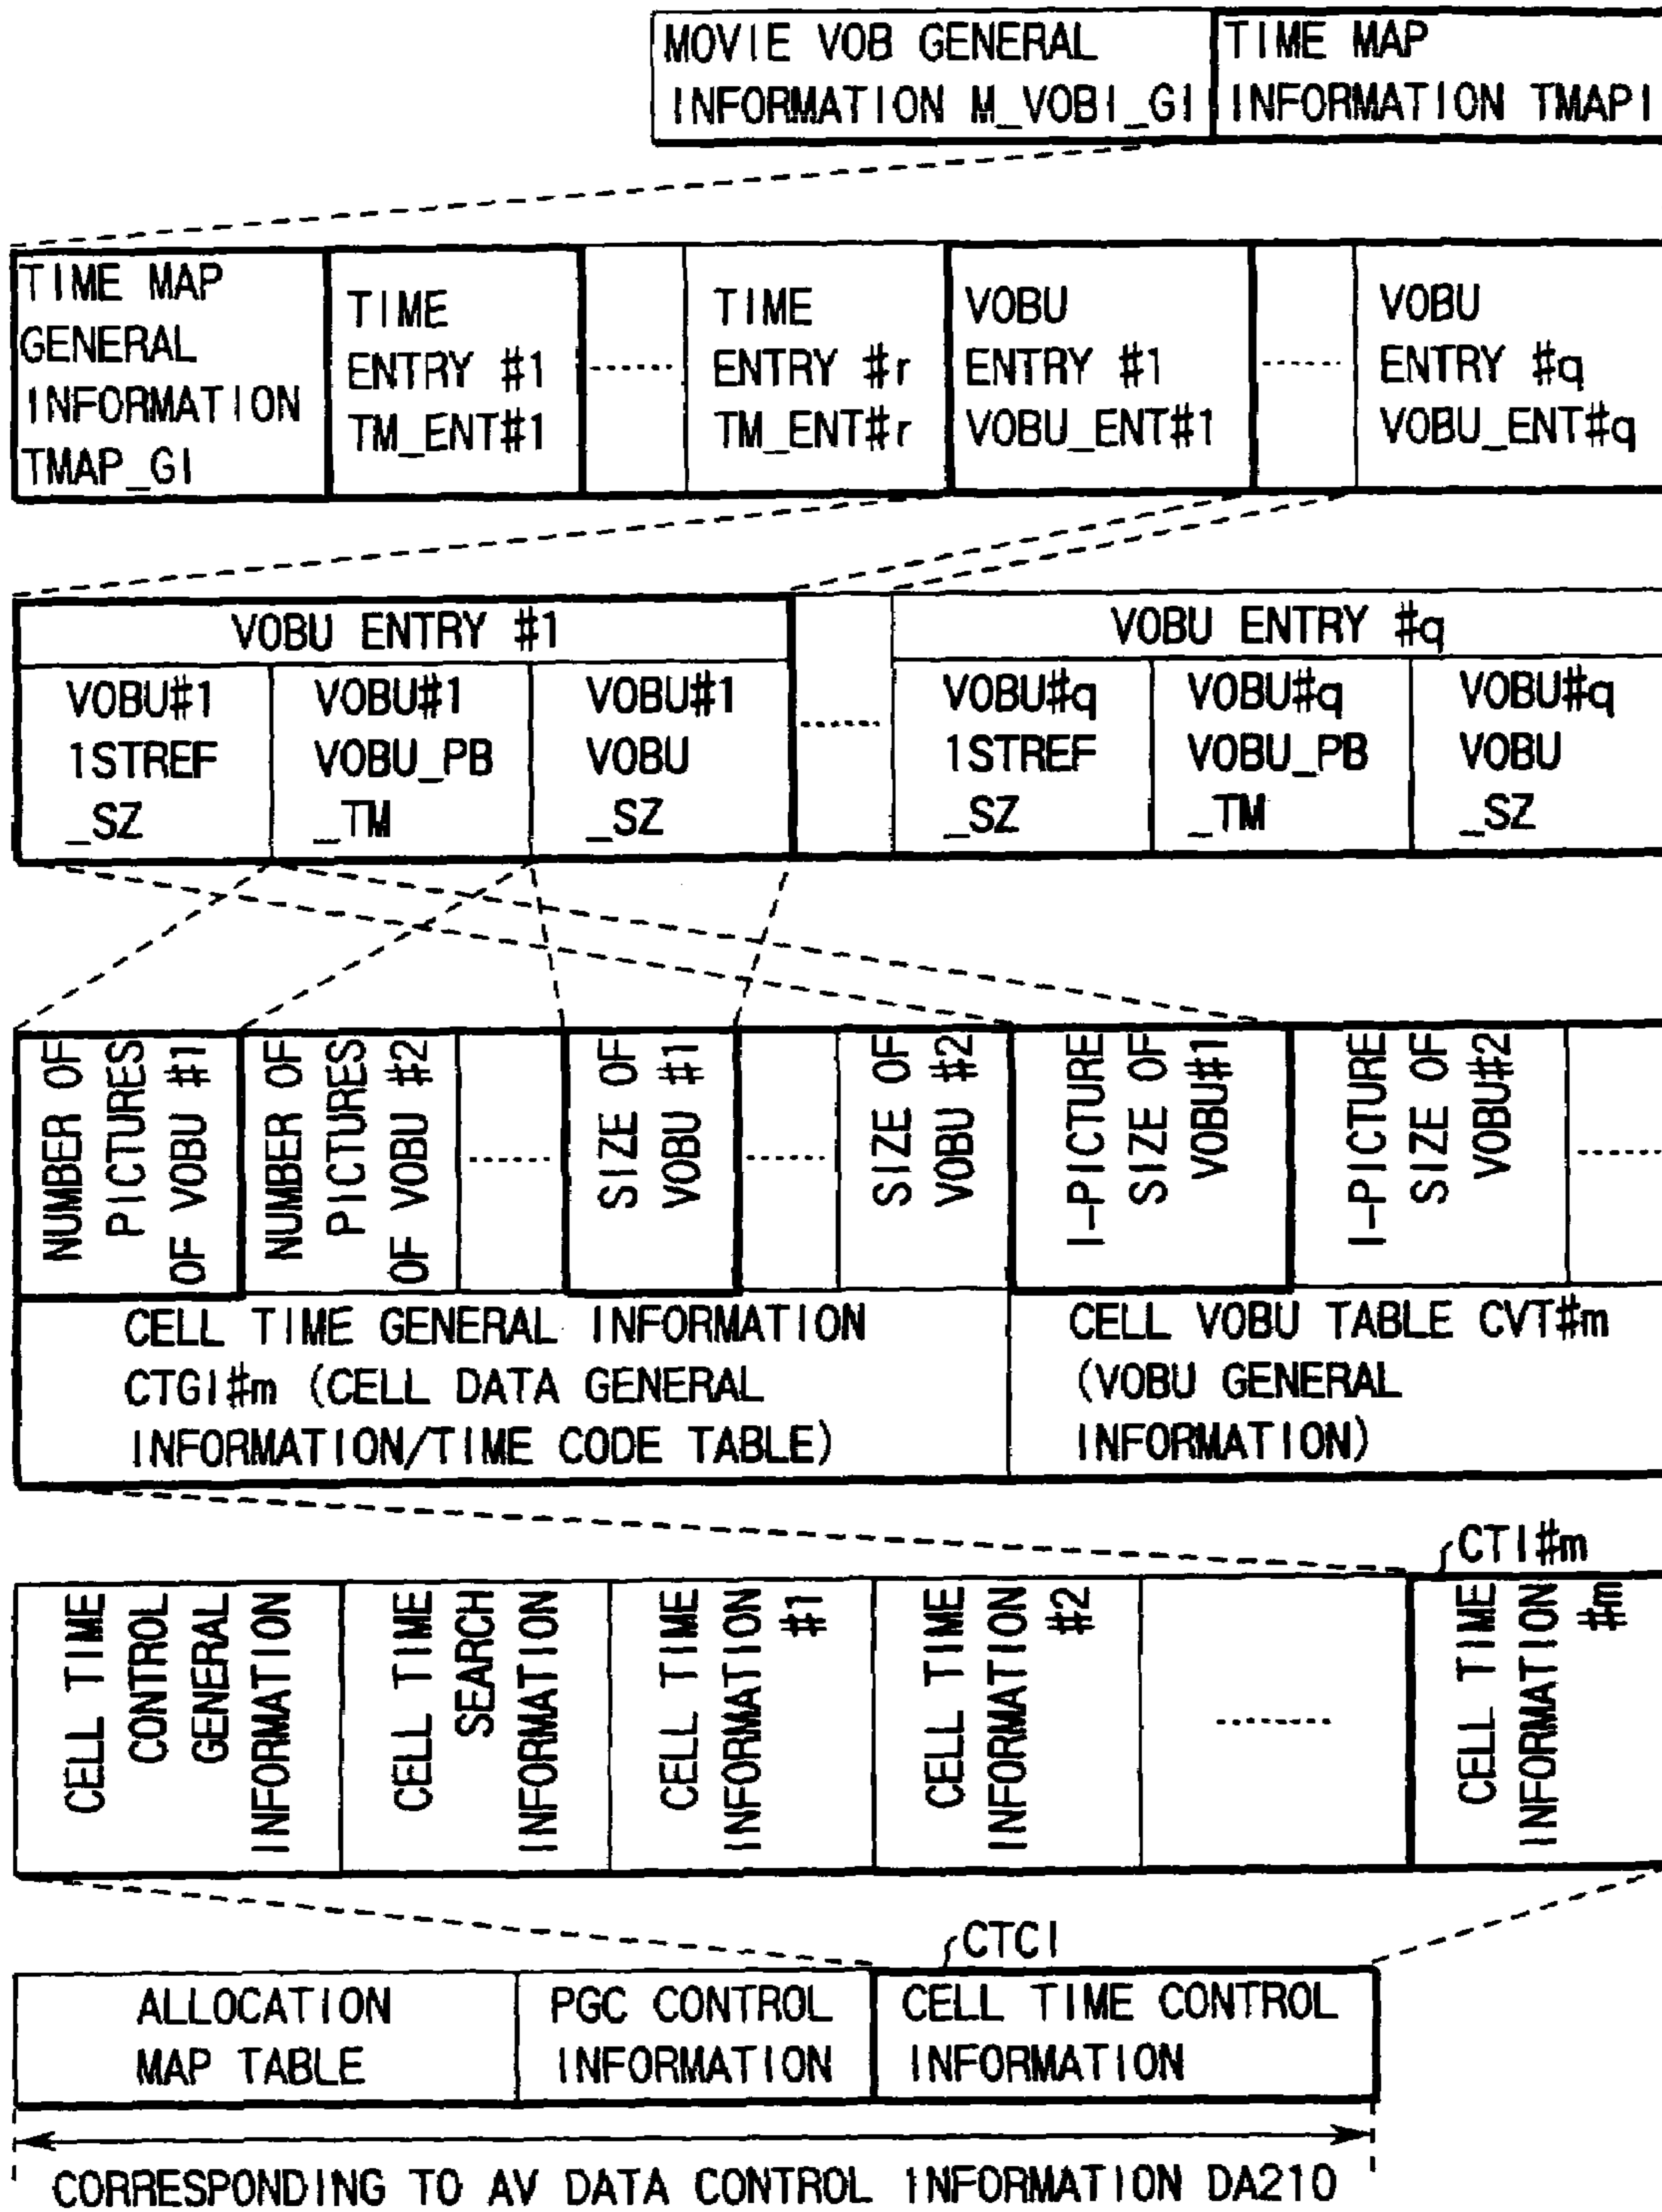 MOVIE VOB GENERAL
INFORMATION M_VOBI_GI
TIME MAP
INFORMATION TMAPI
TIME MAP
GENERAL
INFORMATION
TMAP_GI
TIME
ENTRY #1
TM_ENT#1
TIME
ENTRY #r
TM_ENT#r
VOBU
ENTRY #1
VOBU_ENT#1
VOBU
ENTRY #q
VOBU_ENT#q
VOBU ENTRY #1
VOBU#1
1STREF
_SZ
VOBU#1
VOBU_PB
_TM
VOBU#1
VOBU
_SZ
VOBU ENTRY #q
VOBU#q
1STREF
_SZ
VOBU#q
VOBU_PB
_TM
VOBU#q
VOBU
_SZ
NUMBER OF
PICTURES
OF VOBU #1
NUMBER OF
PICTURES
OF VOBU #2
SIZE OF
VOBU #1
SIZE OF
VOBU #2
I-PICTURE
SIZE OF
VOBU#1
I-PICTURE
SIZE OF
VOBU#2
CELL TIME GENERAL INFORMATION
CTGI#m (CELL DATA GENERAL
INFORMATION/TIME CODE TABLE)
CELL VOBU TABLE CVT#m
(VOBU GENERAL
INFORMATION)
CTI#m
CELL TIME
CONTROL
GENERAL
INFORMATION
CELL TIME
SEARCH
INFORMATION
CELL TIME
INFORMATION
#1
CELL TIME
INFORMATION
#2
CELL TIME
INFORMATION
#m
CTCI
ALLOCATION
MAP TABLE
PGC CONTROL
INFORMATION
CELL TIME CONTROL
INFORMATION
CORRESPONDING TO AV DATA CONTROL INFORMATION DA210